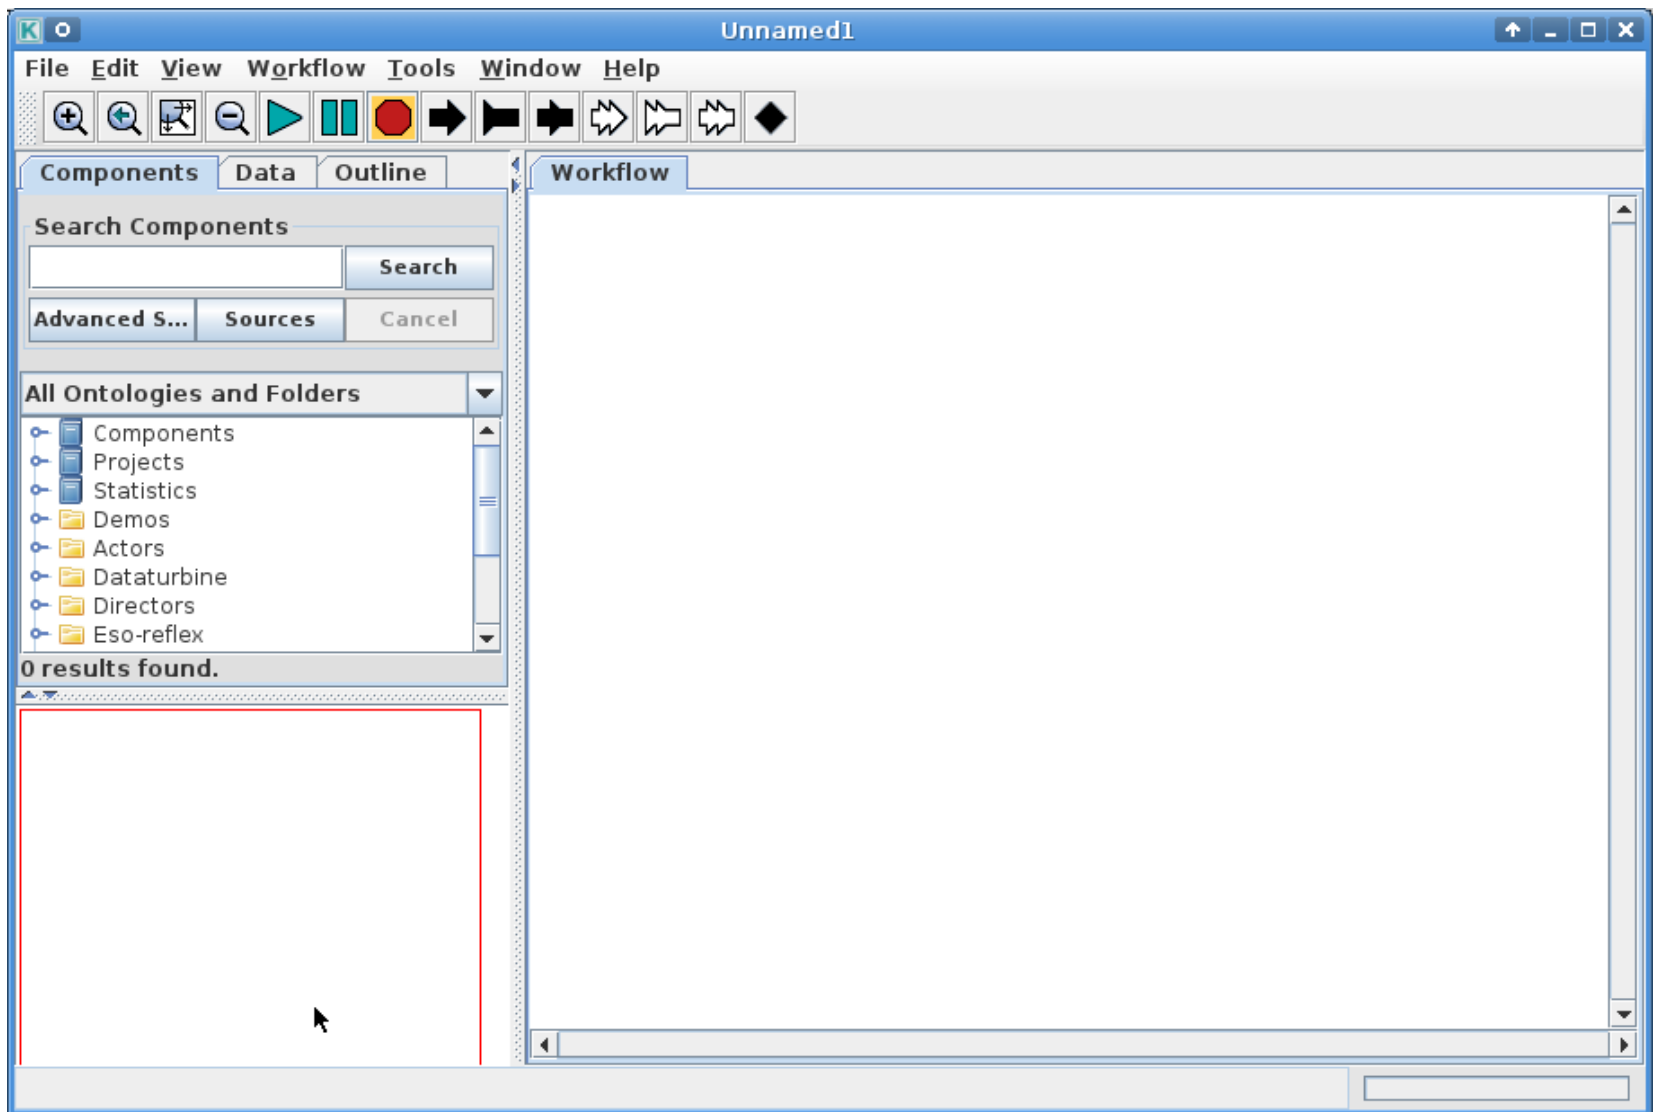 K
Unnamed1
File Edit View Workflow Tools Window Help
Components Data Outline
Workflow
Search Components
Search
Advanced S... Sources Cancel
All Ontologies and Folders
Components
Projects
Statistics
Demos
Actors
Dataturbine
Directors
Eso-reflex
0 results found.